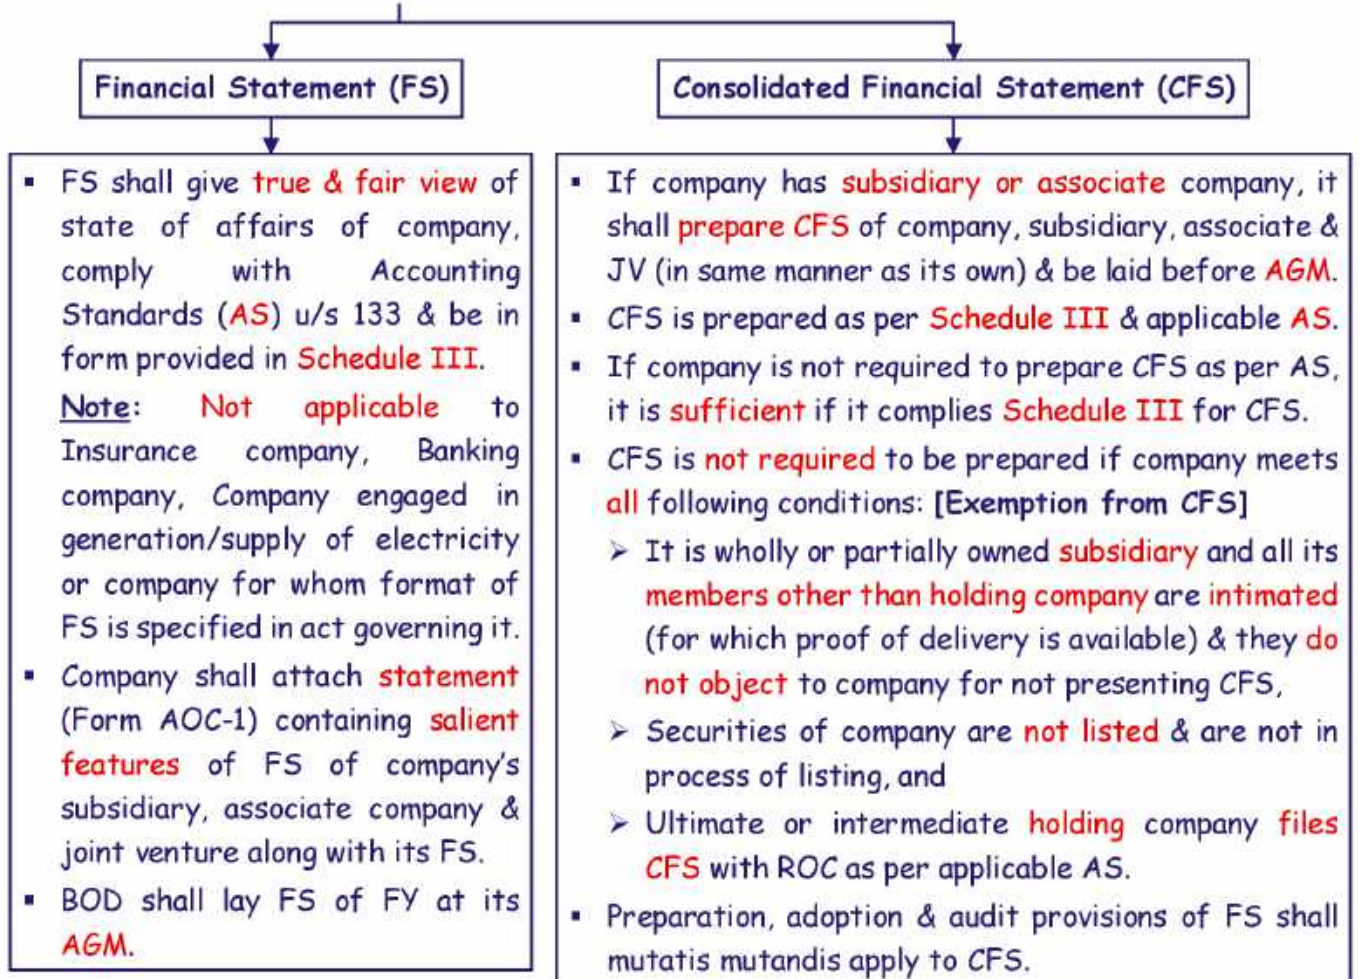 Financial Statement (FS)
▪ FS shall give true & fair view of
state of affairs of company,
comply with Accounting
Standards (AS) u/s 133 & be in
form provided in Schedule III.
Note: Not applicable to
Insurance company, Banking
company, Company engaged in
generation/supply of electricity
or company for whom format of
FS is specified in act governing it.
▪ Company shall attach statement
(Form AOC-1) containing salient
features of FS of company's
subsidiary, associate company &
joint venture along with its FS.
▪ BOD shall lay FS of FY at its
AGM.
Consolidated Financial Statement (CFS)
▪ If company has subsidiary or associate company, it
shall prepare CFS of company, subsidiary, associate &
JV (in same manner as its own) & be laid before AGM.
▪ CFS is prepared as per Schedule III & applicable AS.
▪ If company is not required to prepare CFS as per AS,
it is sufficient if it complies Schedule III for CFS.
▪ CFS is not required to be prepared if company meets
all following conditions: [Exemption from CFS]
➢ It is wholly or partially owned subsidiary and all its
members other than holding company are intimated
(for which proof of delivery is available) & they do
not object to company for not presenting CFS,
➢ Securities of company are not listed & are not in
process of listing, and
➢ Ultimate or intermediate holding company files
CFS with ROC as per applicable AS.
▪ Preparation, adoption & audit provisions of FS shall
mutatis mutandis apply to CFS.